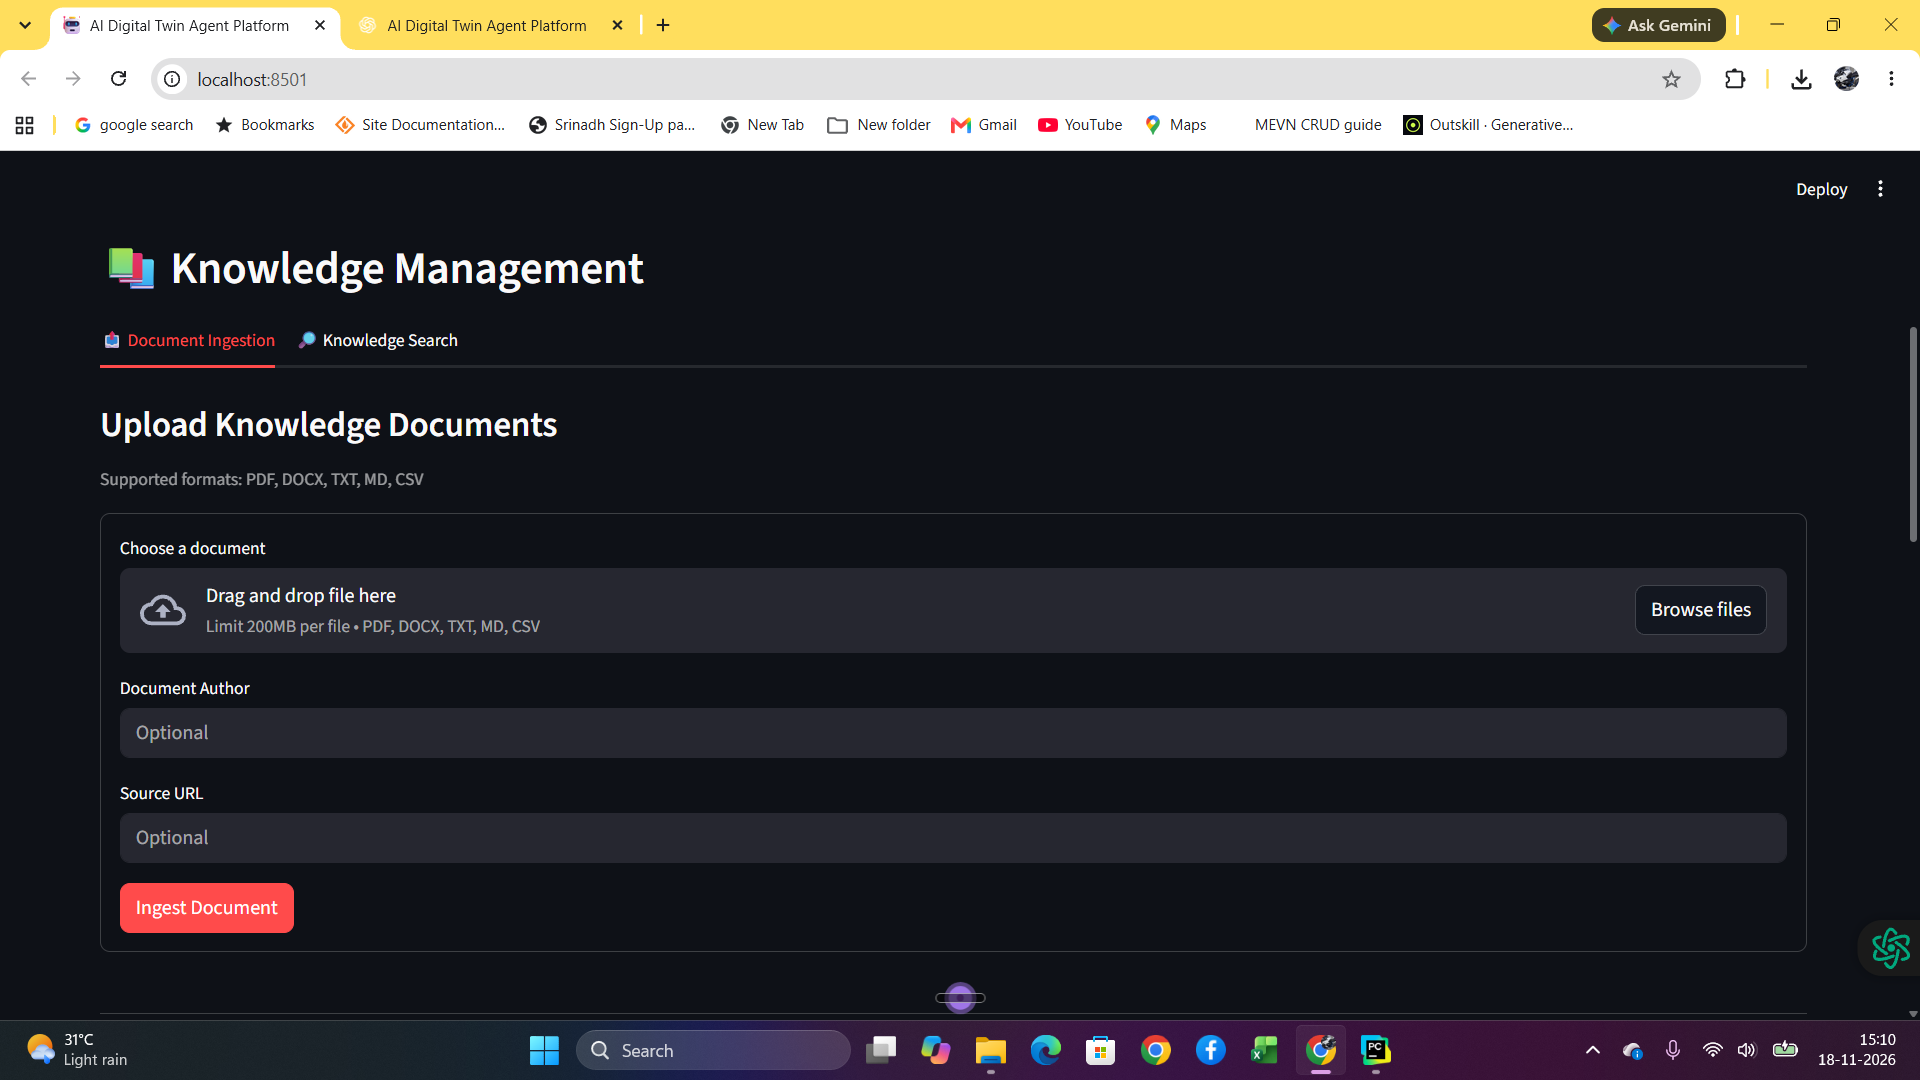 AI Digital Twin Agent Platform
AI Digital Twin Agent Platform
Ask Gemini
localhost:8501
google search
Bookmarks
Site Documentation...
Srinadh Sign-Up pa...
New Tab
New folder
Gmail
YouTube
Maps
MEVN CRUD guide
Outskill · Generative...
Deploy
Knowledge Management
Document Ingestion
Knowledge Search
Upload Knowledge Documents
Supported formats: PDF, DOCX, TXT, MD, CSV
Choose a document
Drag and drop file here
Limit 200MB per file • PDF, DOCX, TXT, MD, CSV
Browse files
Document Author
Optional
Source URL
Optional
Ingest Document
31°C
Light rain
Search
PC
15:10
18-11-2026